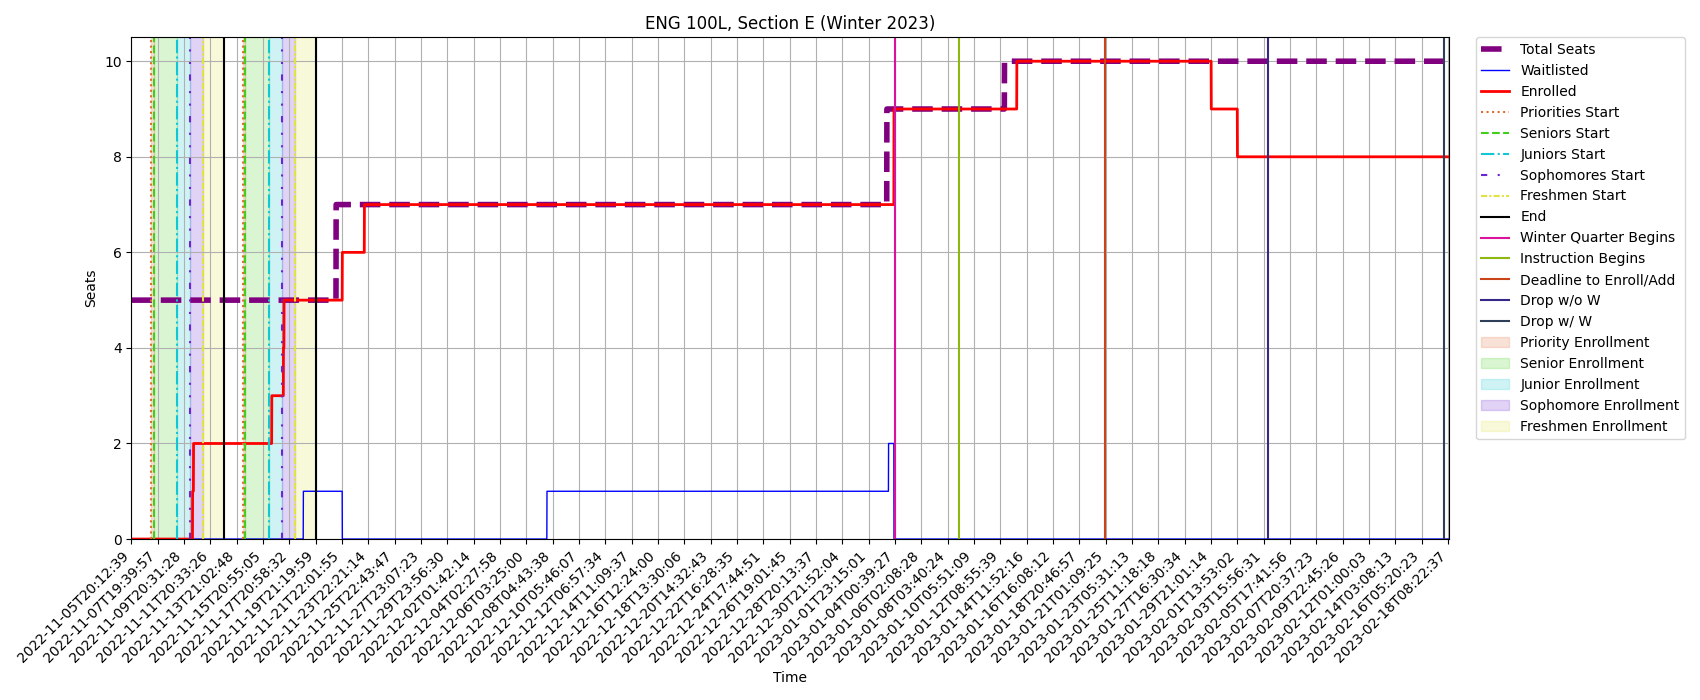 ENG 100L, Section E (Winter 2023)
10
8
6
4
2
0
Seats
2022-11-05T20:12:39
2022-11-07T19:39:57
2022-11-09T20:31:28
2022-11-11T20:33:26
2022-11-13T21:02:48
2022-11-15T20:55:05
2022-11-17T20:58:32
2022-11-19T21:19:59
2022-11-21T22:01:55
2022-11-23T22:21:14
2022-11-25T22:43:47
2022-11-27T23:07:23
2022-11-29T23:56:30
2022-12-02T01:42:14
2022-12-04T02:27:58
2022-12-06T03:25:00
2022-12-08T04:43:38
2022-12-10T05:46:07
2022-12-12T06:57:34
2022-12-14T11:09:37
2022-12-16T12:24:00
2022-12-18T13:30:06
2022-12-20T14:32:43
2022-12-22T16:28:35
2022-12-24T17:44:51
2022-12-26T19:01:45
2022-12-28T20:13:37
2022-12-30T21:52:04
2023-01-01T23:15:01
2023-01-04T00:39:27
2023-01-06T02:08:28
2023-01-08T03:40:24
2023-01-10T05:51:09
2023-01-12T08:55:39
2023-01-14T11:52:16
2023-01-16T16:08:12
2023-01-18T20:46:57
2023-01-21T01:09:25
2023-01-23T05:31:13
2023-01-25T11:18:18
2023-01-27T16:30:34
2023-01-29T21:01:14
2023-02-01T13:53:02
2023-02-03T15:56:31
2023-02-05T17:41:56
2023-02-07T20:37:23
2023-02-09T22:45:26
2023-02-12T01:00:03
2023-02-14T03:08:13
2023-02-16T05:20:23
2023-02-18T08:22:37
Time
Total Seats
Waitlisted
Enrolled
Priorities Start
Seniors Start
Juniors Start
Sophomores Start
Freshmen Start
End
Winter Quarter Begins
Instruction Begins
Deadline to Enroll/Add
Drop w/o W
Drop w/ W
Priority Enrollment
Senior Enrollment
Junior Enrollment
Sophomore Enrollment
Freshmen Enrollment